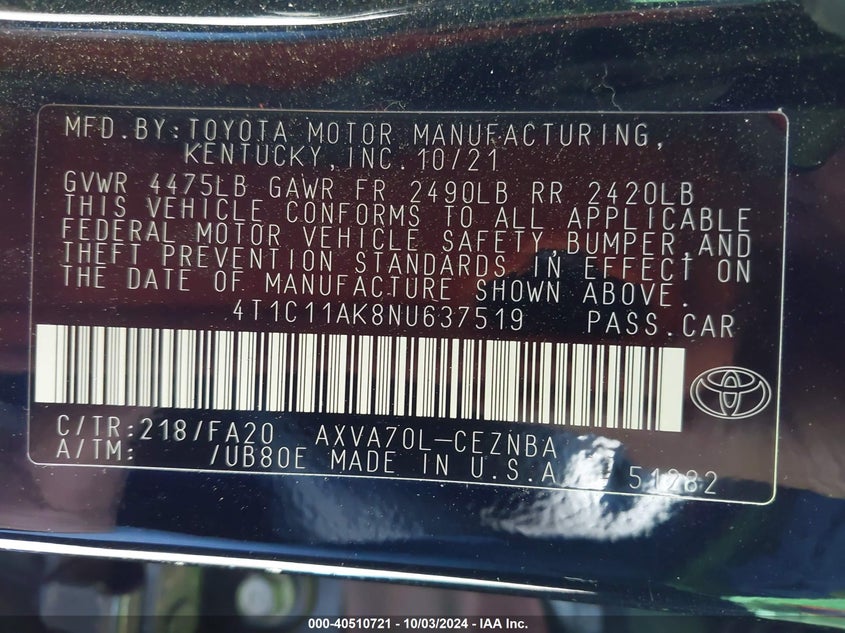 MFD.BY:TOYOTA MOTOR MANUFACTURING,
KENTUCKY,INC.10/21
GVWR 4475LB GAWR FR 2490LB RR 2420LB
THIS VEHICLE CONFORMS TO ALL APPLICABLE
FEDERAL MOTOR VEHICLE SAFETY,BUMPER,AND
THEFT PREVENTION STANDARDS IN EFFECT ON
THE DATE OF MANUFACTURE SHOWN ABOVE.
4T1C11AK8NU637519 PASS.CAR
C/TR:218/FA20 AXVA70L-CEZNBA
A/TM: /UB80E MADE IN U.S.A
000-40510721 - 10/03/2024 - IAA Inc.